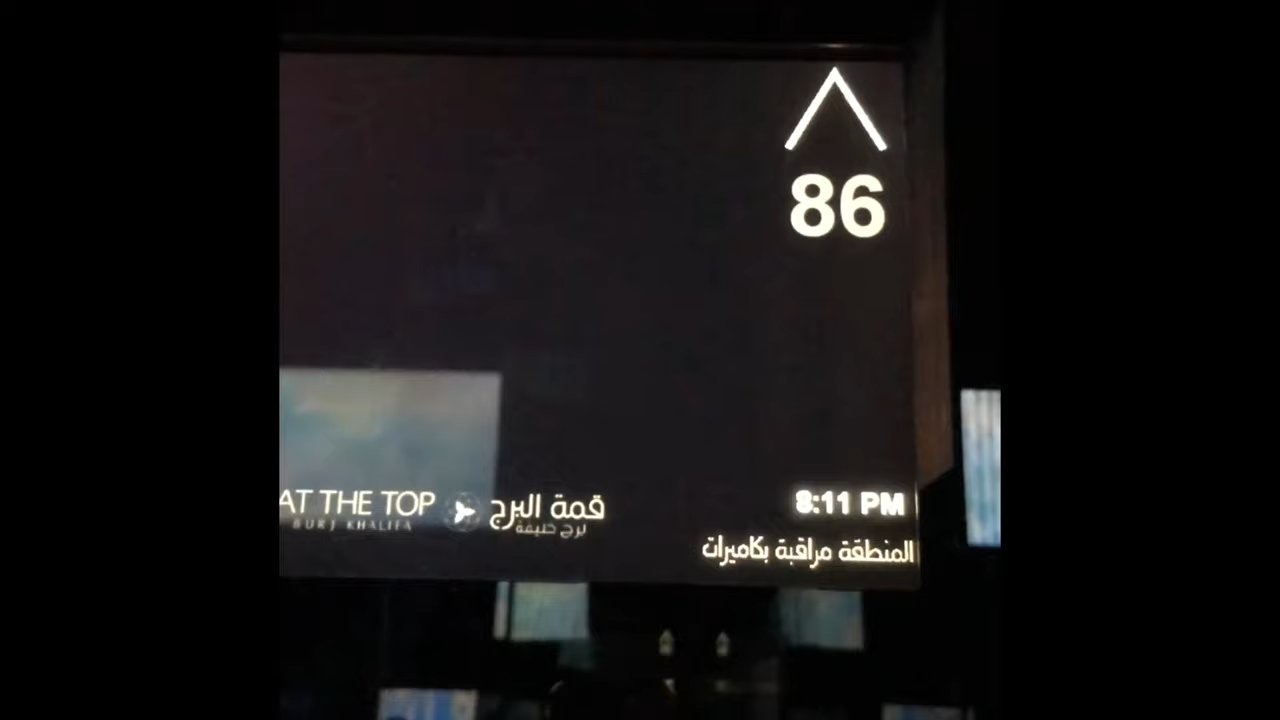 86
AT THE TOP قمة البرج
BURJ KHALIFA برج خليفة
8:11 PM
المنطقة مراقبة بكاميرات